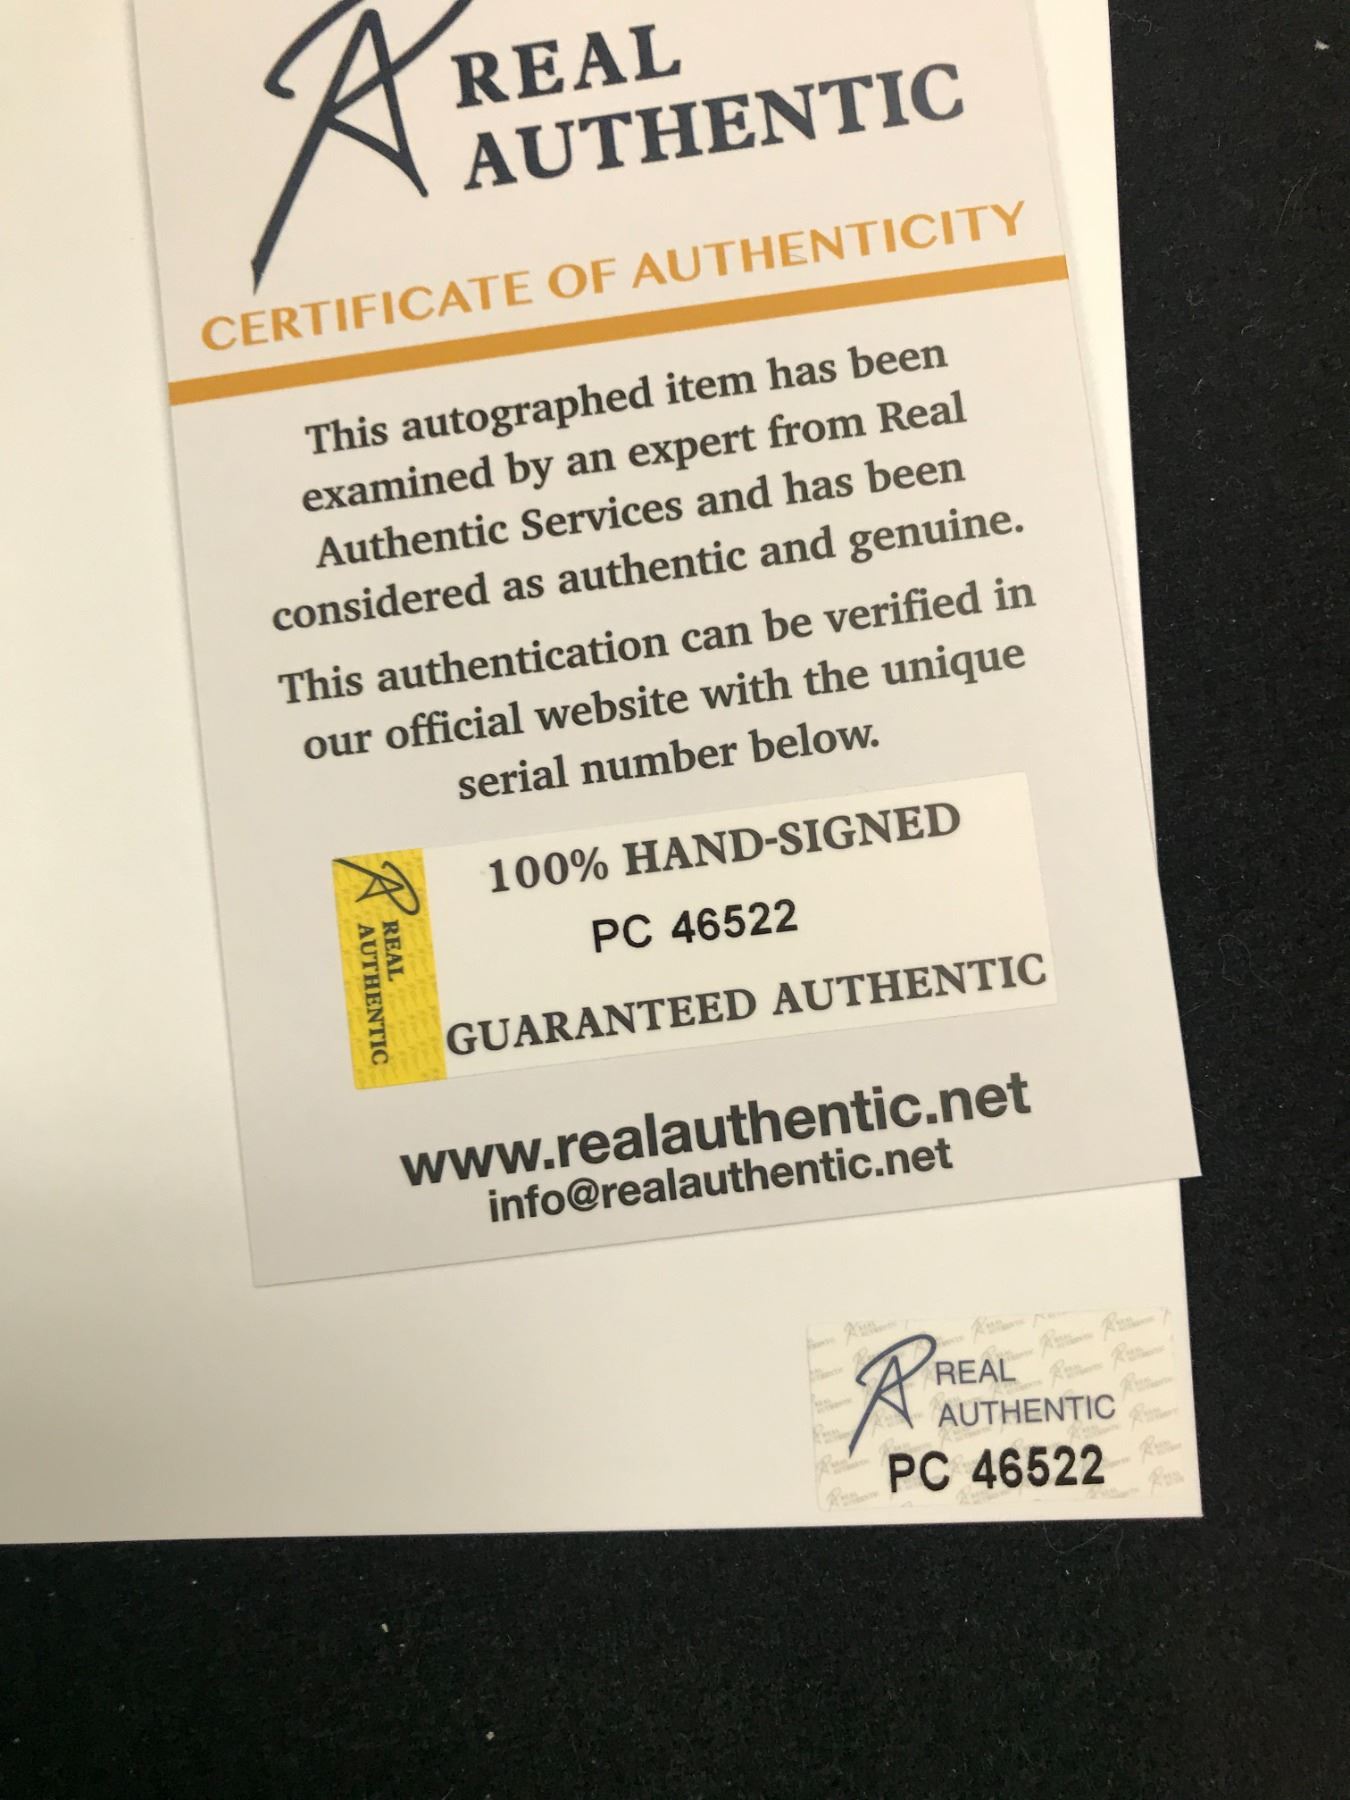 REAL
AUTHENTIC
CERTIFICATE OF AUTHENTICITY
This autographed item has been
examined by an expert from Real
Authentic Services and has been
considered as authentic and genuine.
This authentication can be verified in
our official website with the unique
serial number below.
REAL
AUTHENTIC
100% HAND-SIGNED
PC 46522
GUARANTEED AUTHENTIC
www.realauthentic.net
info@realauthentic.net
REAL
AUTHENTIC
PC 46522